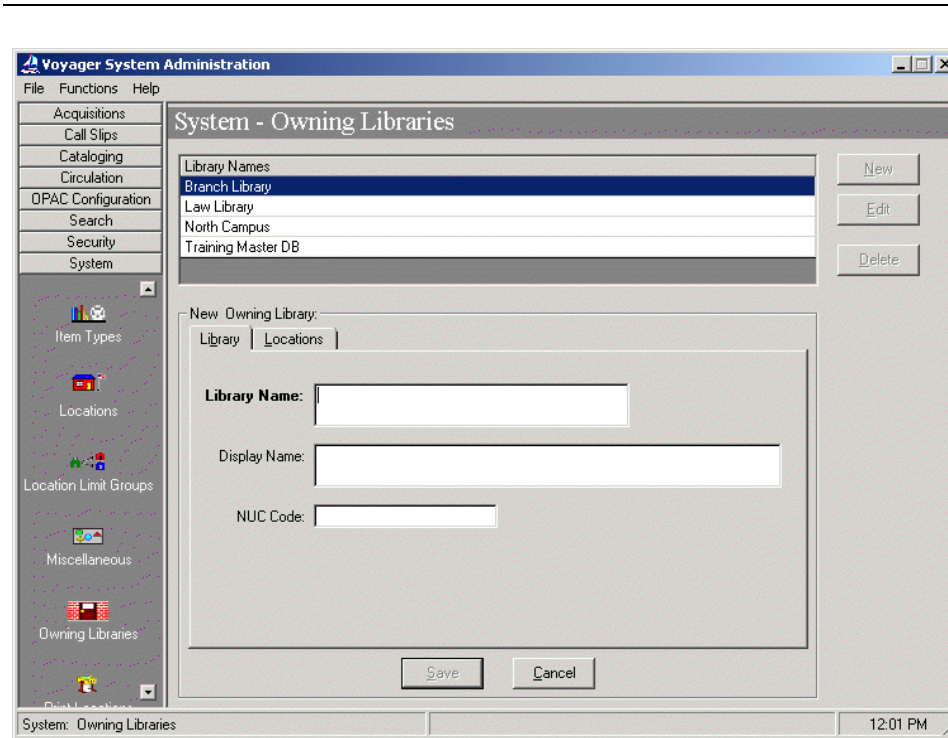 Voyager System Administration
File Functions Help
Acquisitions
Call Slips
Cataloging
Circulation
OPAC Configuration
Search
Security
System
Item Types
Locations
Location Limit Groups
Miscellaneous
Owning Libraries
Print Locations
System - Owning Libraries
Library Names
Branch Library
Law Library
North Campus
Training Master DB
New
Edit
Delete
New Owning Library:
Library Locations
Library Name:
Display Name:
NUC Code:
Save Cancel
System: Owning Libraries 12:01 PM